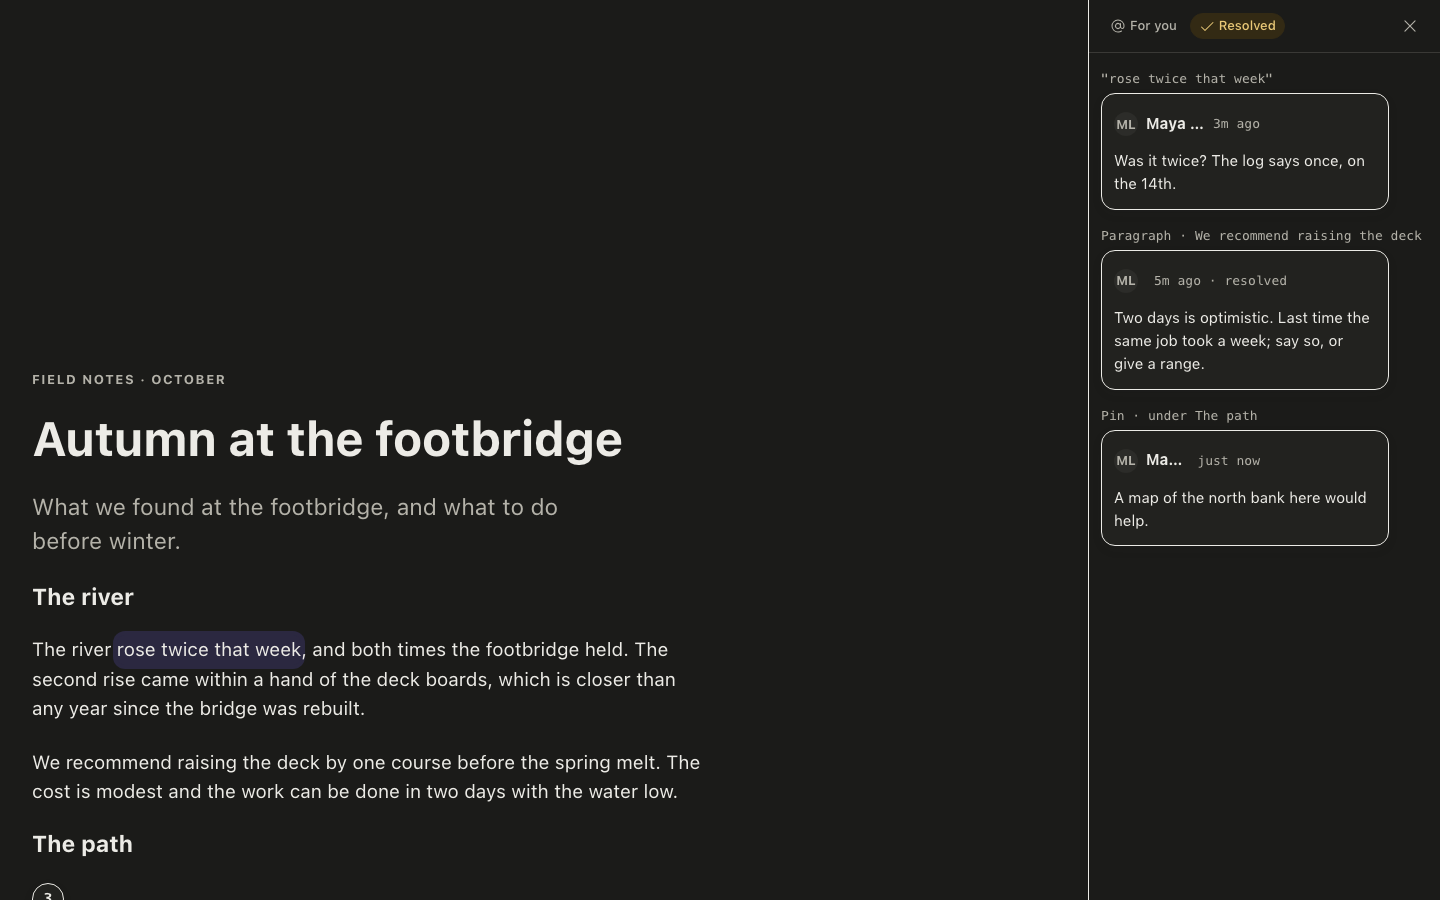 FIELD NOTES · OCTOBER
Autumn at the footbridge
What we found at the footbridge, and what to do
before winter.
The river
The river rose twice that week, and both times the footbridge held. The
second rise came within a hand of the deck boards, which is closer than
any year since the bridge was rebuilt.
We recommend raising the deck by one course before the spring melt. The
cost is modest and the work can be done in two days with the water low.
The path
3
For you
Resolved
"rose twice that week"
ML Maya ... 3m ago
Was it twice? The log says once, on
the 14th.
Paragraph · We recommend raising the deck
ML 5m ago · resolved
Two days is optimistic. Last time the
same job took a week; say so, or
give a range.
Pin · under The path
ML Ma... just now
A map of the north bank here would
help.